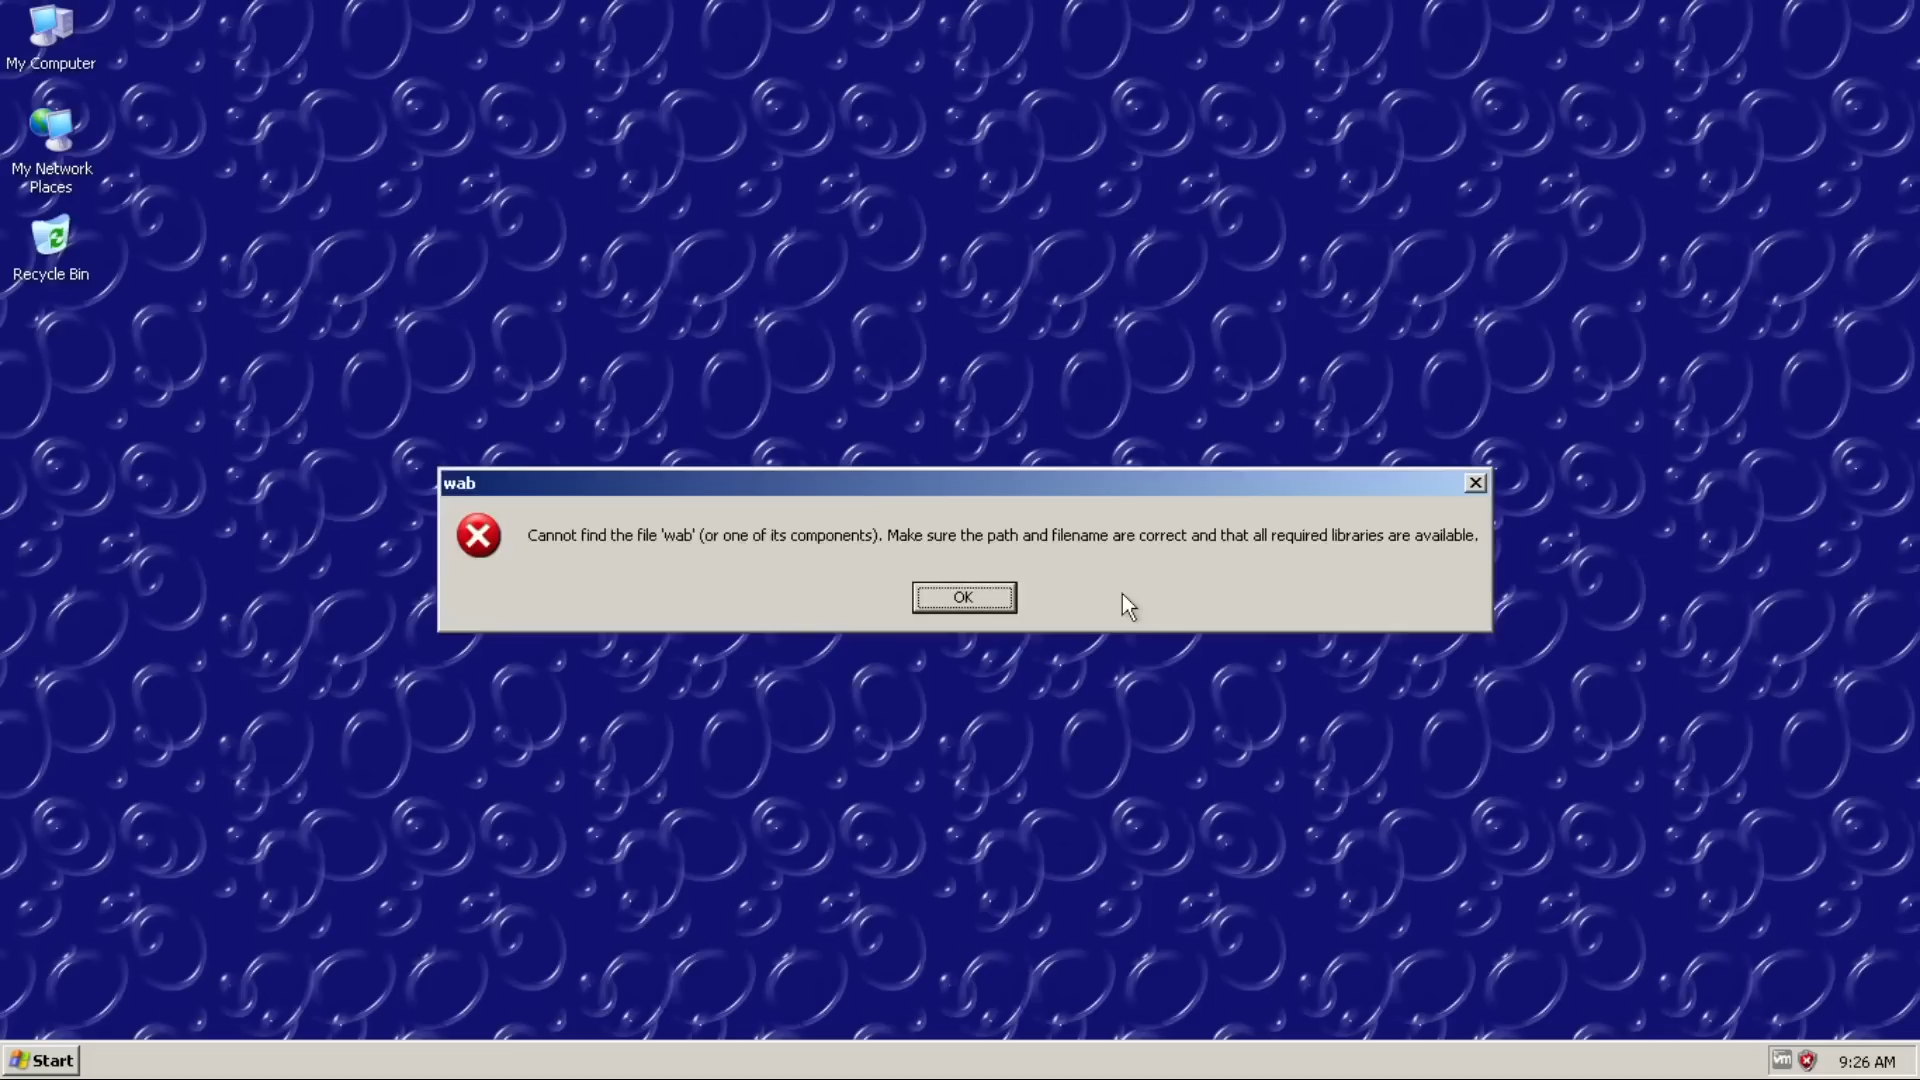 My Computer
My Network
Places
Recycle Bin
wab
Cannot find the file 'wab' (or one of its components). Make sure the path and filename are correct and that all required libraries are available.
OK
Start
vm
9:26 AM